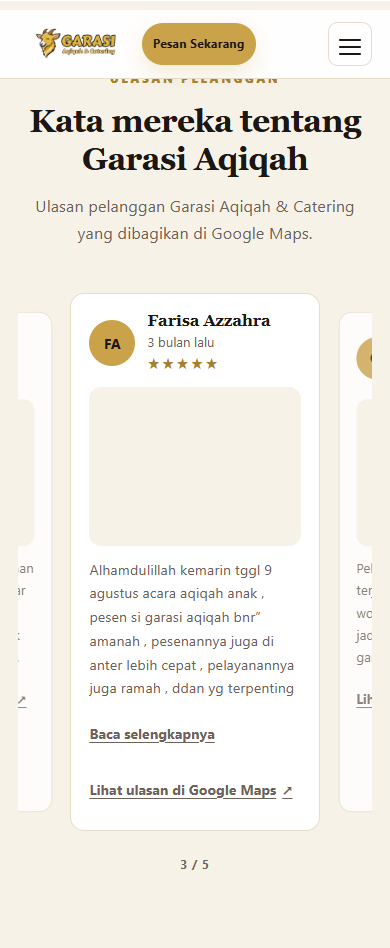 GARASI
Aqiqah & Catering
Pesan Sekarang
ULASAN PELANGGAN
Kata mereka tentang
Garasi Aqiqah
Ulasan pelanggan Garasi Aqiqah & Catering
yang dibagikan di Google Maps.
FA
Farisa Azzahra
3 bulan lalu
★★★★★
Alhamdulillah kemarin tggl 9
agustus acara aqiqah anak ,
pesen si garasi aqiqah bnr”
amanah , pesenannya juga di
anter lebih cepat , pelayanannya
juga ramah , ddan yg terpenting
Baca selengkapnya
Lihat ulasan di Google Maps ↗
3 / 5